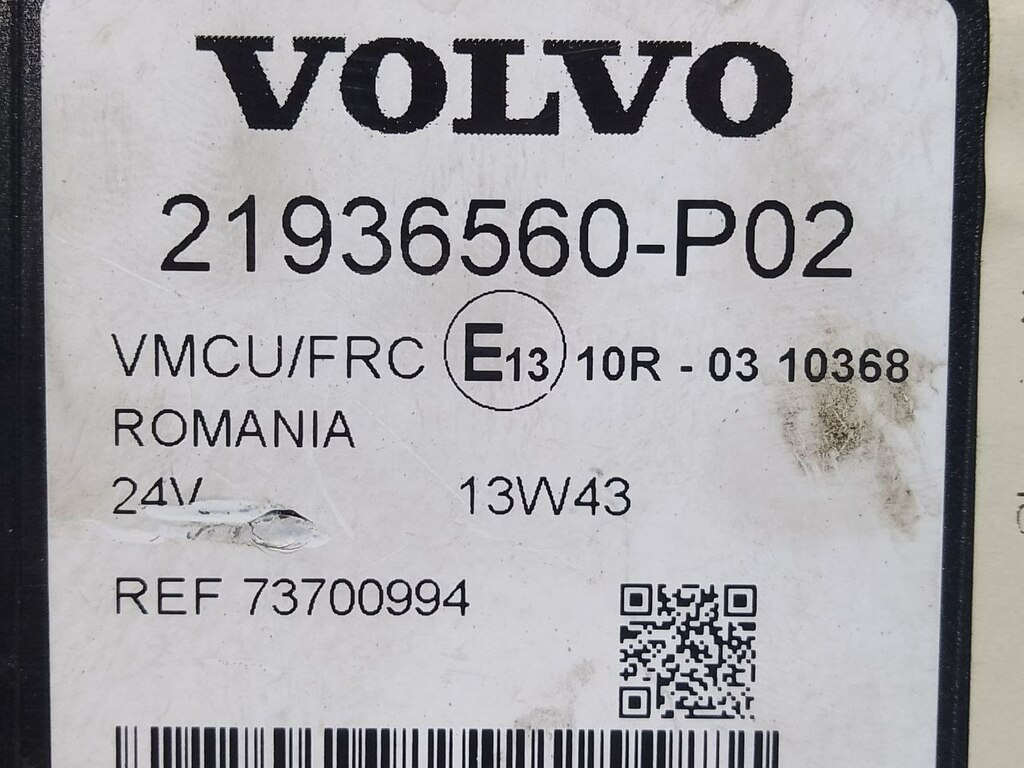 VOLVO
21936560-P02
VMCU/FRC E13 10R - 03 10368
ROMANIA
24V 13W43
REF 73700994